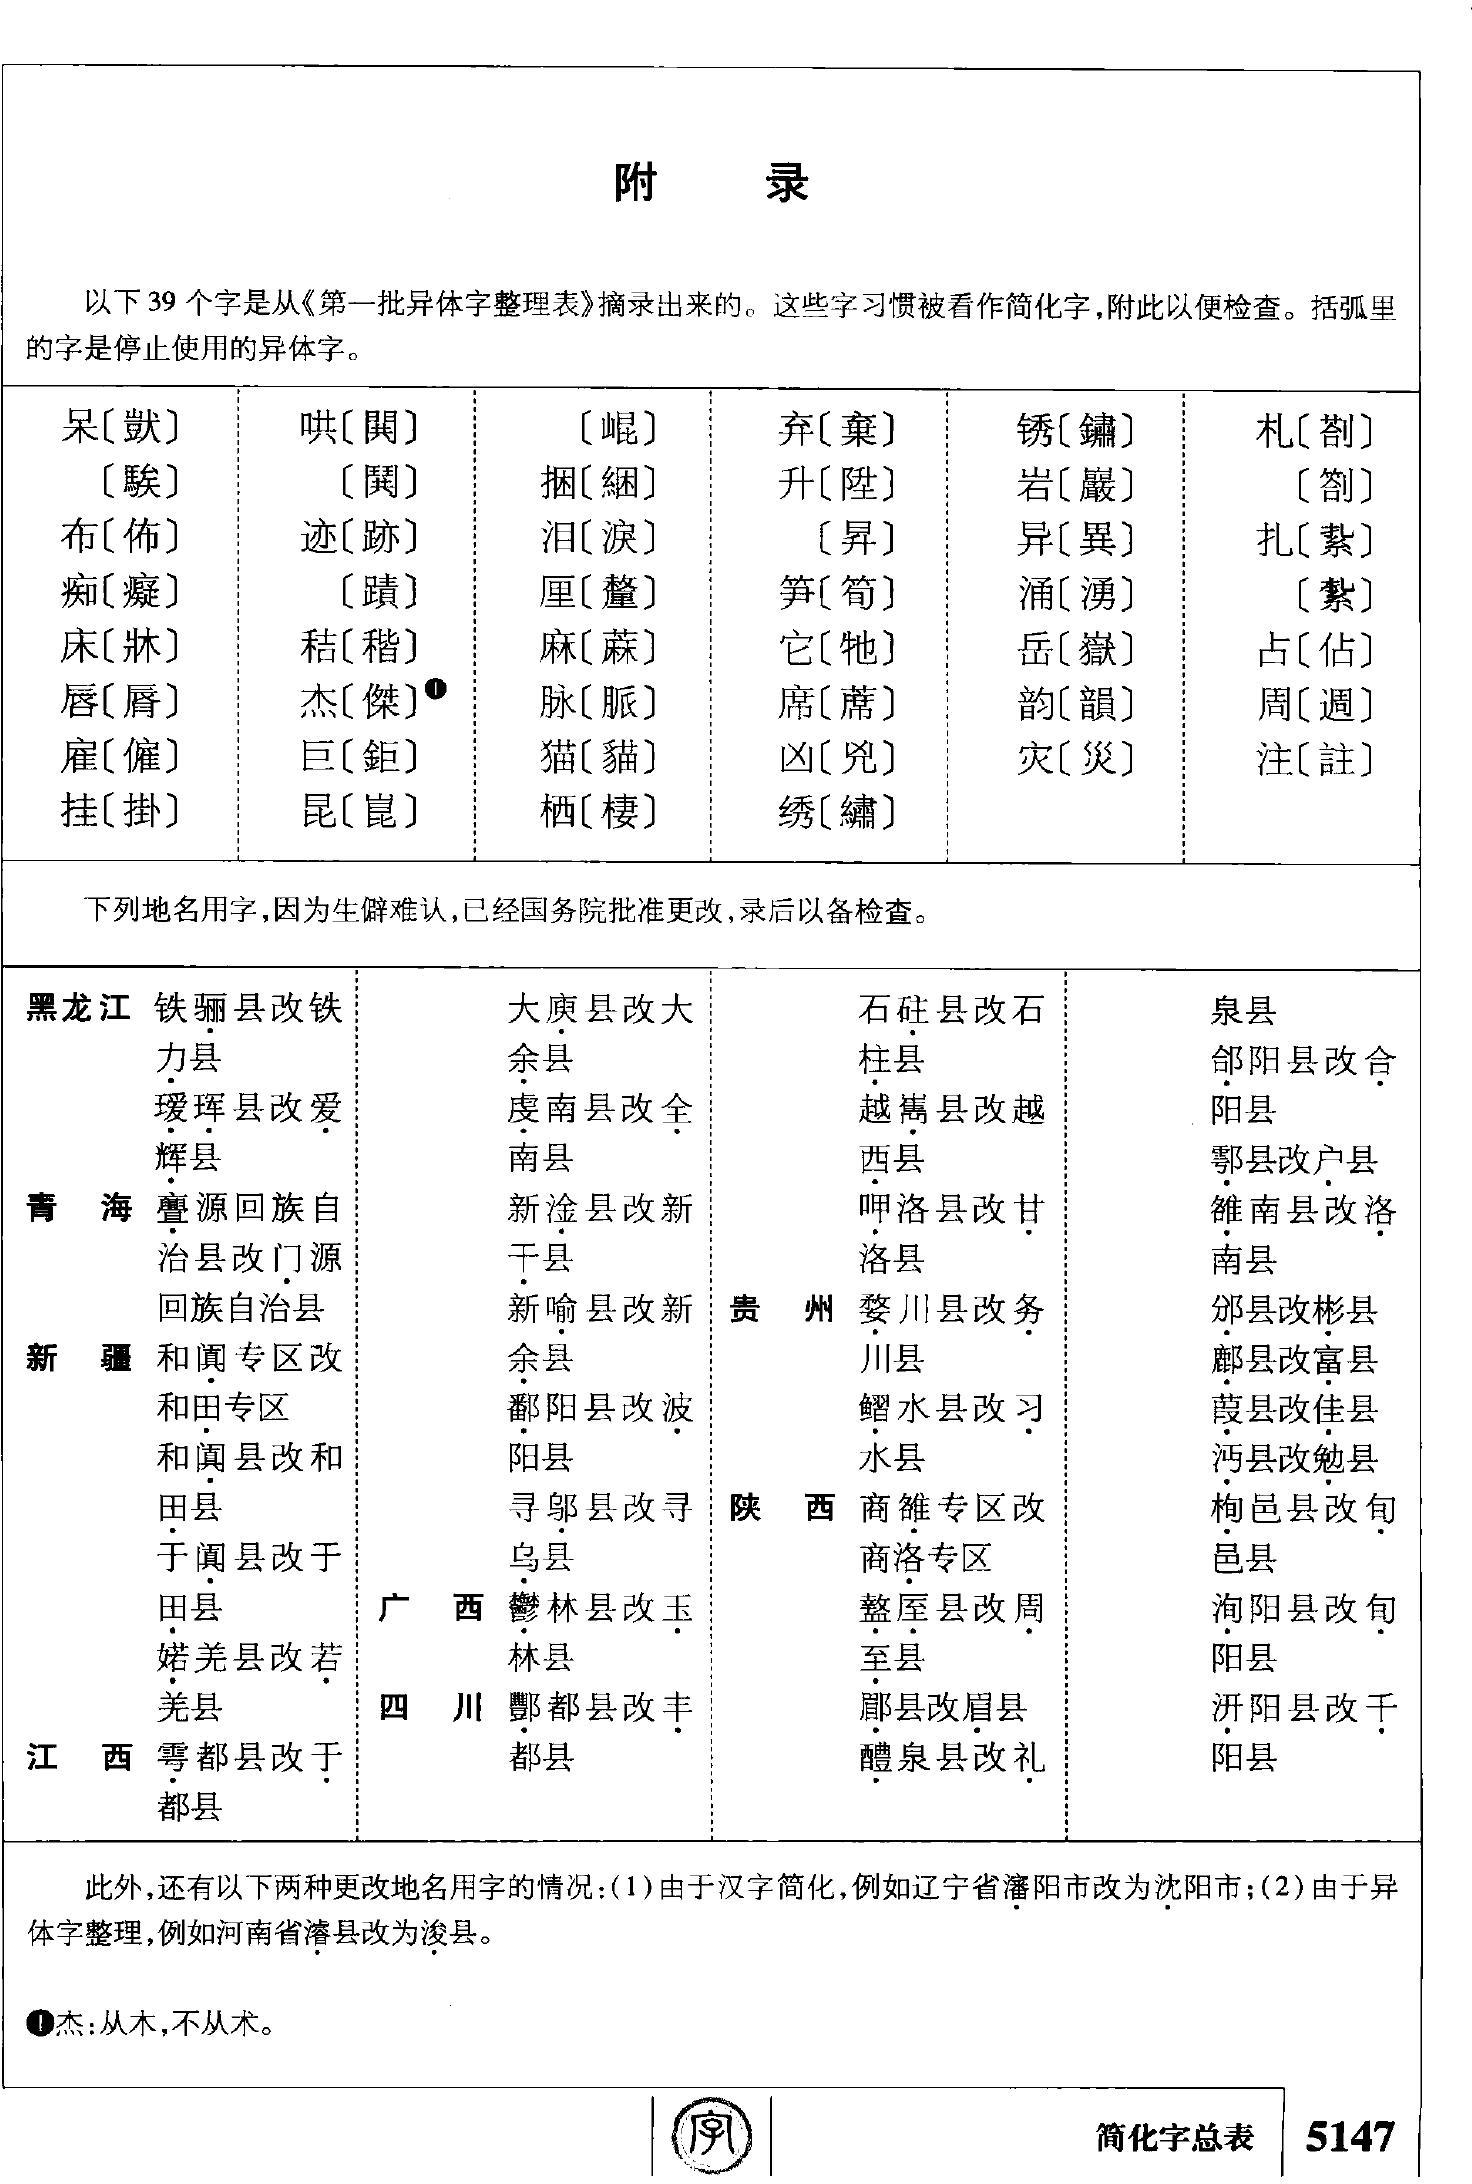 附 录
以下39个字是从《第一批异体字整理表》摘录出来的。这些字习惯被看作简化字,附此以便检查。括弧里
的字是停止使用的异体字。
呆〔獃〕
〔騃〕
布〔佈〕
痴〔癡〕
床〔牀〕
唇〔脣〕
雇〔僱〕
挂〔掛〕
哄〔閧〕
〔鬨〕
迹〔跡〕
〔蹟〕
秸〔稭〕
杰〔傑〕❶
巨〔鉅〕
昆〔崑〕
〔崐〕
捆〔綑〕
泪〔淚〕
厘〔釐〕
麻〔蔴〕
脉〔脈〕
猫〔貓〕
栖〔棲〕
弃〔棄〕
升〔陞〕
〔昇〕
笋〔筍〕
它〔牠〕
席〔蓆〕
凶〔兇〕
绣〔繡〕
锈〔鏽〕
岩〔巖〕
异〔異〕
涌〔湧〕
岳〔嶽〕
韵〔韻〕
灾〔災〕
札〔剳〕
〔劄〕
扎〔紮〕
〔紥〕
占〔佔〕
周〔週〕
注〔註〕
下列地名用字,因为生僻难认,已经国务院批准更改,录后以备检查。
黑龙江 铁骊县改铁
力县
瑷珲县改爱
辉县
青 海 亹源回族自
治县改门源
回族自治县
新 疆 和阗专区改
和田专区
和阗县改和
田县
于阗县改于
田县
婼羌县改若
羌县
江 西 雩都县改于
都县
大庾县改大
余县
虔南县改全
南县
新淦县改新
干县
新喻县改新
余县
鄱阳县改波
阳县
寻邬县改寻
乌县
广 西 鬱林县改玉
林县
四 川 酆都县改丰
都县
石砫县改石
柱县
越嶲县改越
西县
呷洛县改甘
洛县
贵 州 婺川县改务
川县
鳛水县改习
水县
陕 西 商雒专区改
商洛专区
盩厔县改周
至县
郿县改眉县
醴泉县改礼
泉县
郃阳县改合
阳县
鄠县改户县
雒南县改洛
南县
邠县改彬县
鄜县改富县
葭县改佳县
沔县改勉县
栒邑县改旬
邑县
洵阳县改旬
阳县
汧阳县改千
阳县
此外,还有以下两种更改地名用字的情况:(1)由于汉字简化,例如辽宁省瀋阳市改为沈阳市;(2)由于异
体字整理,例如河南省濬县改为浚县。
❶杰:从木,不从术。
字
简化字总表 5147